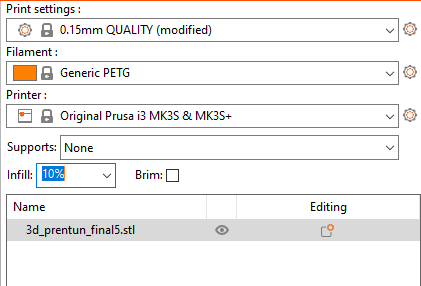 Print settings :
0.15mm QUALITY (modified)
Filament :
Generic PETG
Printer :
Original Prusa i3 MK3S & MK3S+
Supports: None
Infill: 10% Brim:
Name Editing
3d_prentun_final5.stl